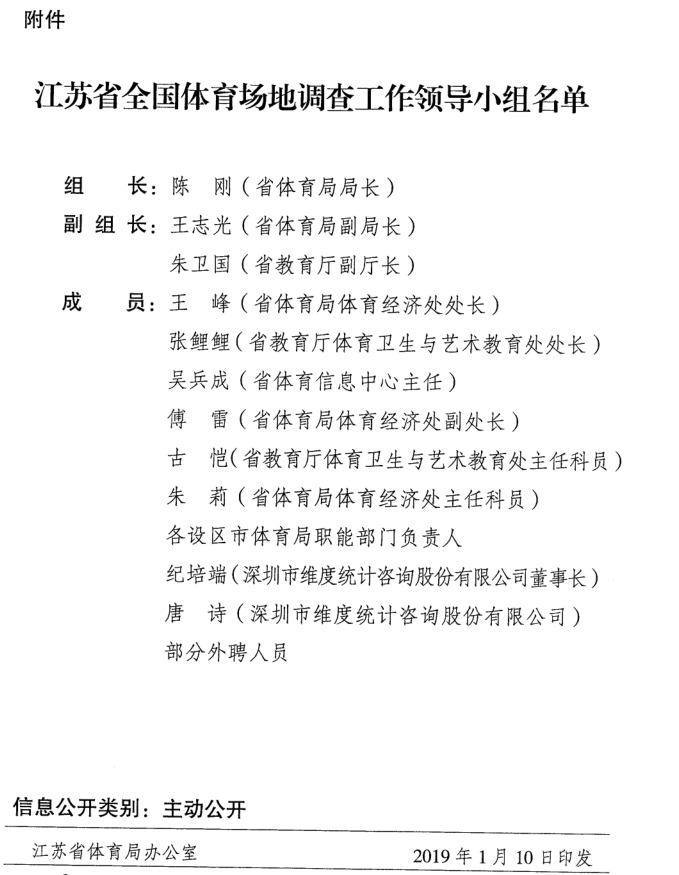 附件
江苏省全国体育场地调查工作领导小组名单
组 长：陈 刚（省体育局局长）
副 组 长：王志光（省体育局副局长）
朱卫国（省教育厅副厅长）
成 员：王 峰（省体育局体育经济处处长）
张鲤鲤（省教育厅体育卫生与艺术教育处处长）
吴兵成（省体育信息中心主任）
傅 雷（省体育局体育经济处副处长）
古 恺（省教育厅体育卫生与艺术教育处主任科员）
朱 莉（省体育局体育经济处主任科员）
各设区市体育局职能部门负责人
纪培端（深圳市维度统计咨询股份有限公司董事长）
唐 诗（深圳市维度统计咨询股份有限公司）
部分外聘人员
信息公开类别：主动公开
江苏省体育局办公室 2019 年 1 月 10 日印发